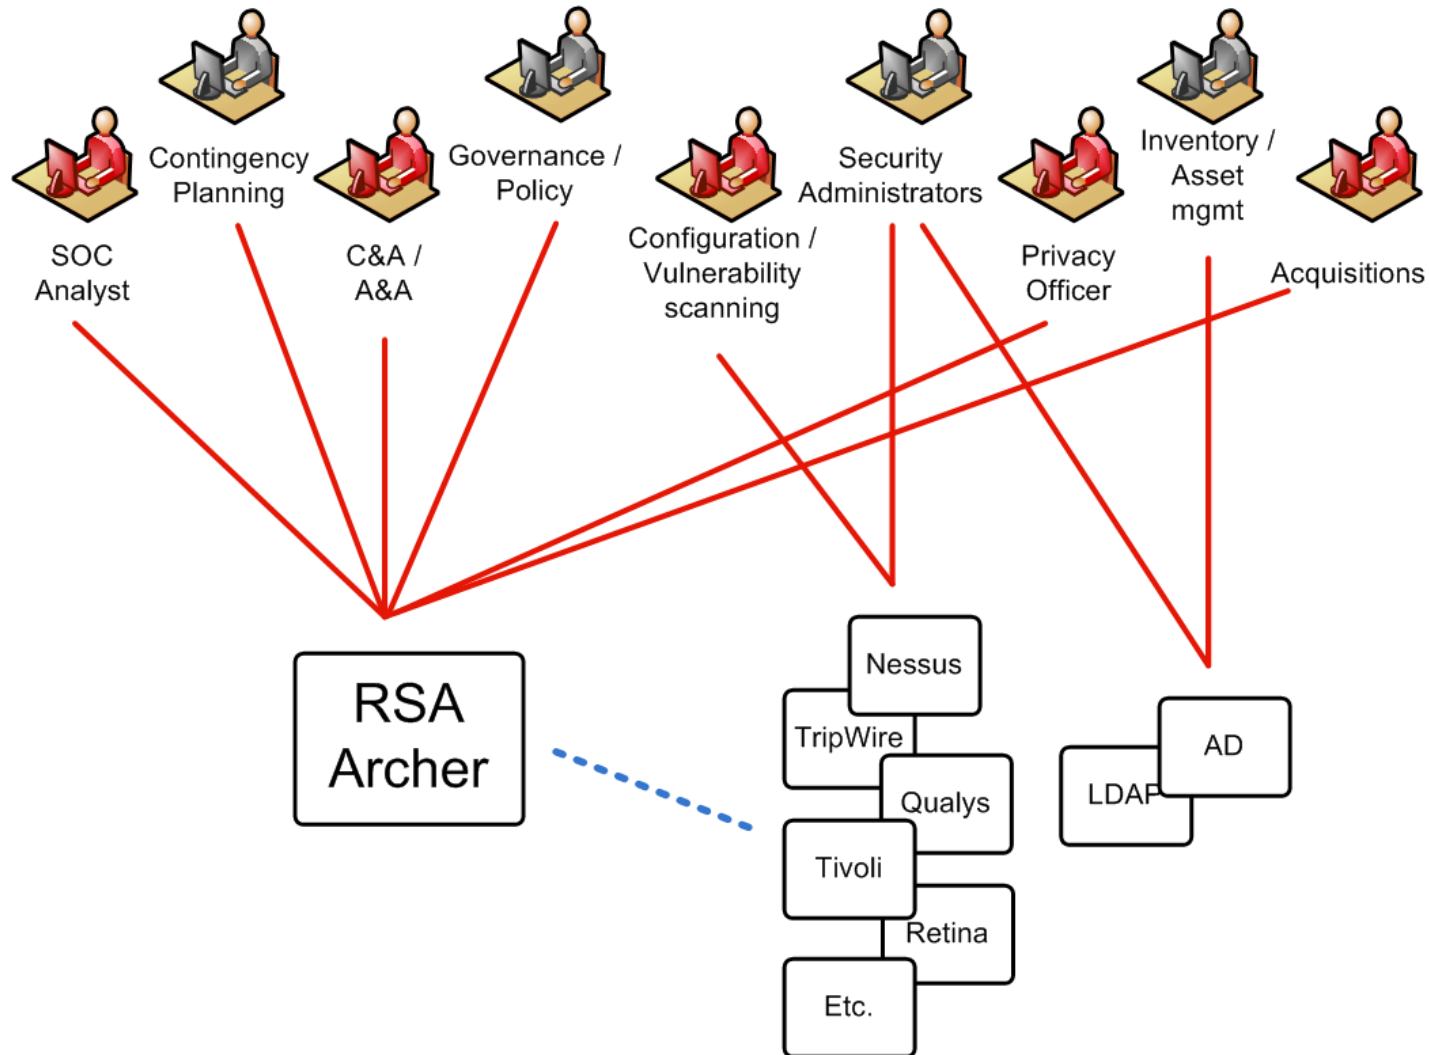 Contingency
Planning
Governance /
Policy
Security
Administrators
Inventory /
Asset
mgmt
SOC
Analyst
C&A /
A&A
Configuration /
Vulnerability
scanning
Privacy
Officer
Acquisitions
RSA
Archer
Nessus
TripWire
Qualys
Tivoli
Retina
Etc.
AD
LDAP